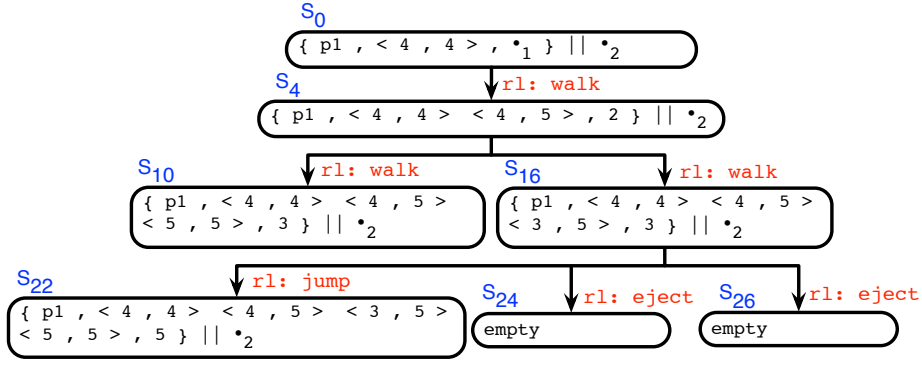 S0
{ p1 , < 4 , 4 > , •1 } || •2
rl: walk
S4
{ p1 , < 4 , 4 > < 4 , 5 > , 2 } || •2
rl: walk
rl: walk
S10
{ p1 , < 4 , 4 > < 4 , 5 >
< 5 , 5 > , 3 } || •2
S16
{ p1 , < 4 , 4 > < 4 , 5 >
< 3 , 5 > , 3 } || •2
rl: jump
rl: eject
rl: eject
S22
{ p1 , < 4 , 4 > < 4 , 5 > < 3 , 5 >
< 5 , 5 > , 5 } || •2
S24
empty
S26
empty